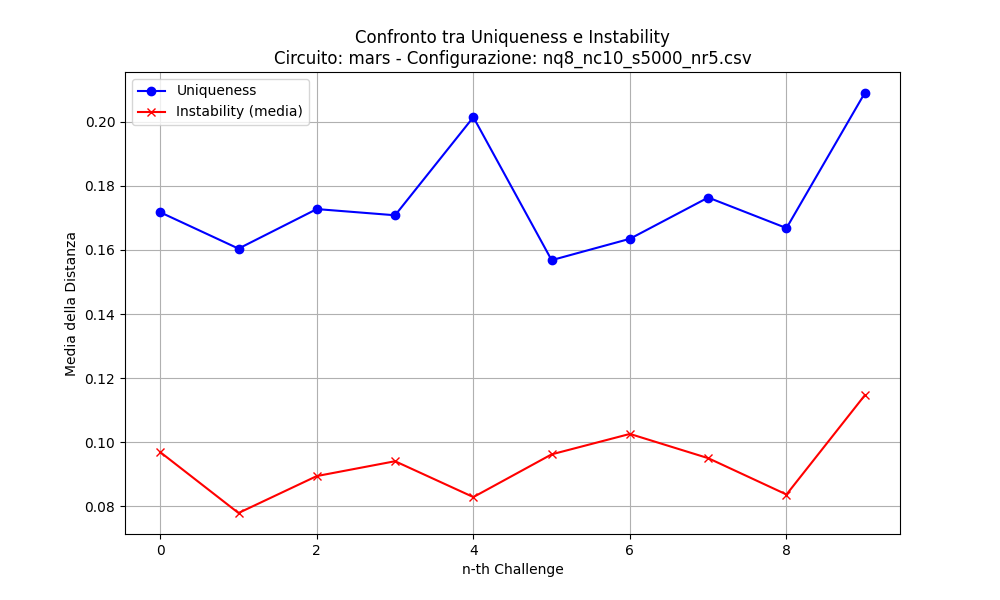 Confronto tra Uniqueness e Instability
Circuito: mars - Configurazione: nq8_nc10_s5000_nr5.csv
Uniqueness
Instability (media)
Media della Distanza
0.20
0.18
0.16
0.14
0.12
0.10
0.08
0 2 4 6 8
n-th Challenge